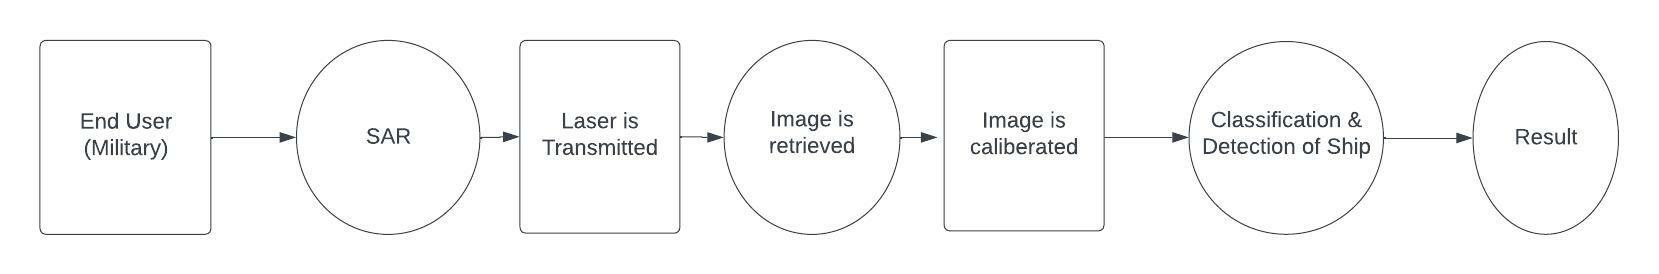 End User
(Military)
SAR
Laser is
Transmitted
Image is
retrieved
Image is
caliberated
Classification &
Detection of Ship
Result